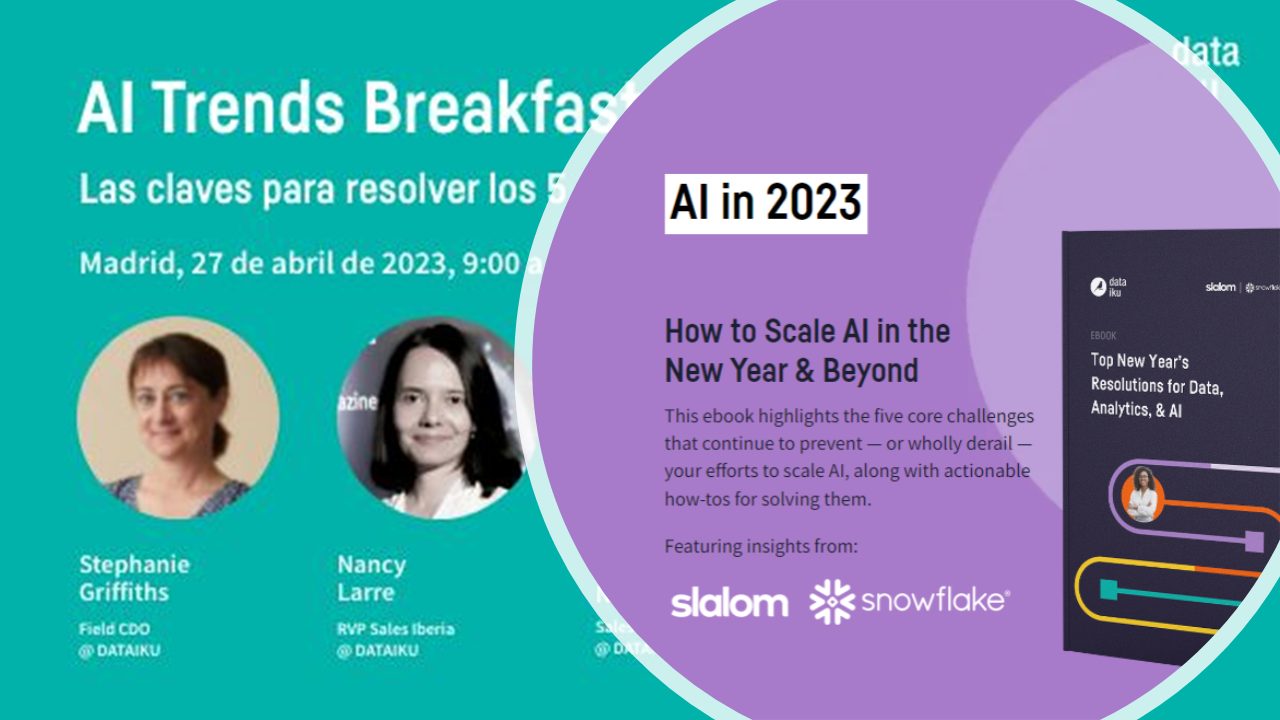 AI Trends Breakfast
Las claves para resolver los 5
Madrid, 27 de abril de 2023, 9:00 a
azine
Stephanie
Griffiths
Field CDO
@ DATAIKU
Nancy
Larre
RVP Sales Iberia
@ DATAIKU
Sales
data
AI in 2023
How to Scale AI in the
New Year & Beyond
This ebook highlights the five core challenges
that continue to prevent — or wholly derail —
your efforts to scale AI, along with actionable
how-tos for solving them.
Featuring insights from:
slalom snowflake®
data
iku
slalom | snowflake
EBOOK
Top New Year's
Resolutions for Data,
Analytics, & AI